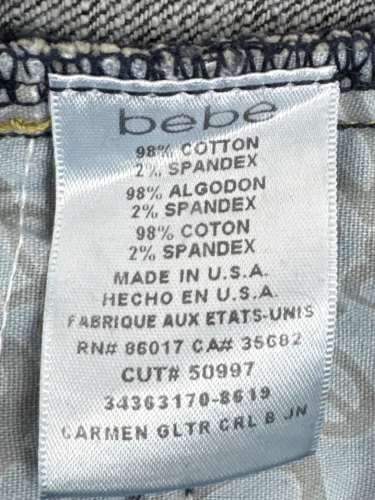 bebe
98% COTTON
2% SPANDEX
98% ALGODON
2% SPANDEX
98% COTON
2% SPANDEX
MADE IN U.S.A.
HECHO EN U.S.A.
FABRIQUE AUX ETATS-UNIS
RN# 86017 CA# 35682
CUT# 50997
34363170-8619
CARMEN GLTR CRL B JN